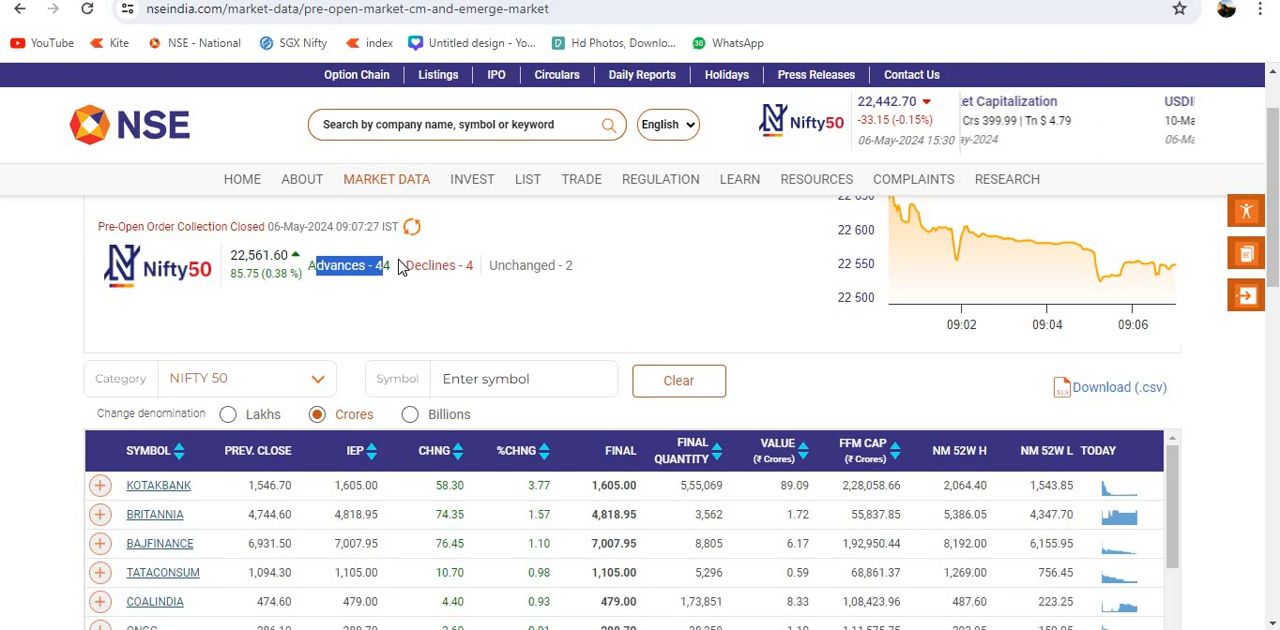 nseindia.com/market-data/pre-open-market-cm-and-emerge-market
YouTube Kite NSE - National SGX Nifty index Untitled design - Yo... Hd Photos, Downlo... 30 WhatsApp
Option Chain Listings IPO Circulars Daily Reports Holidays Press Releases Contact Us
NSE Search by company name, symbol or keyword English Nifty50 22,442.70 et Capitalization USDI
-33.15 (-0.15%) Crs 399.99 | Tn $ 4.79 10-Ma
06-May-2024 15:30 ay-2024 06-Ma
HOME ABOUT MARKET DATA INVEST LIST TRADE REGULATION LEARN RESOURCES COMPLAINTS RESEARCH
Pre-Open Order Collection Closed 06-May-2024 09:07:27 IST
Nifty50 22,561.60 Advances - 44 Declines - 4 Unchanged - 2
85.75 (0.38 %)
22 650
22 600
22 550
22 500
09:02 09:04 09:06
Category NIFTY 50 Symbol Enter symbol Clear
XLS Download (.csv)
Change denomination Lakhs Crores Billions
SYMBOL PREV. CLOSE IEP CHNG %CHNG FINAL FINAL QUANTITY VALUE (₹ Crores) FFM CAP (₹ Crores) NM 52W H NM 52W L TODAY
KOTAKBANK 1,546.70 1,605.00 58.30 3.77 1,605.00 5,55,069 89.09 2,28,058.66 2,064.40 1,543.85
BRITANNIA 4,744.60 4,818.95 74.35 1.57 4,818.95 3,562 1.72 55,837.85 5,386.05 4,347.70
BAJFINANCE 6,931.50 7,007.95 76.45 1.10 7,007.95 8,805 6.17 1,92,950.44 8,192.00 6,155.95
TATACONSUM 1,094.30 1,105.00 10.70 0.98 1,105.00 5,296 0.59 68,861.37 1,269.00 756.45
COALINDIA 474.60 479.00 4.40 0.93 479.00 1,73,851 8.33 1,08,423.96 487.60 223.25